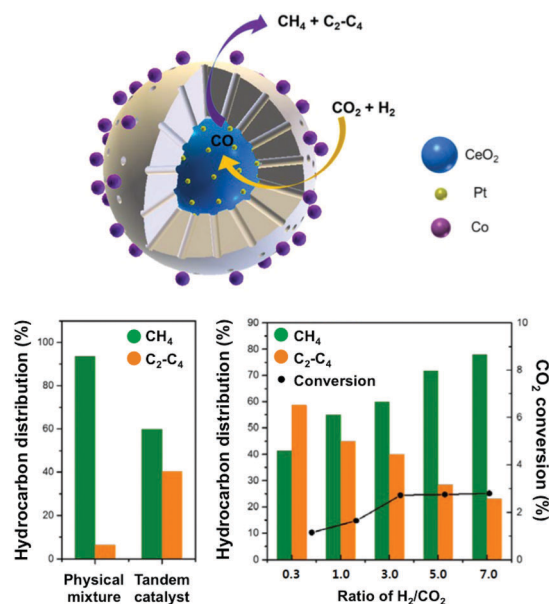 CH₄ + C₂-C₄
CO₂ + H₂
CO
CeO₂
Pt
Co
Hydrocarbon distribution (%)
100
80
60
40
20
0
CH₄
C₂-C₄
Physical
mixture
Tandem
catalyst
Hydrocarbon distribution (%)
90
80
70
60
50
40
30
20
10
0
CH₄
C₂-C₄
Conversion
10
8
6
4
2
0
CO₂ conversion (%)
0.3 1.0 3.0 5.0 7.0
Ratio of H₂/CO₂